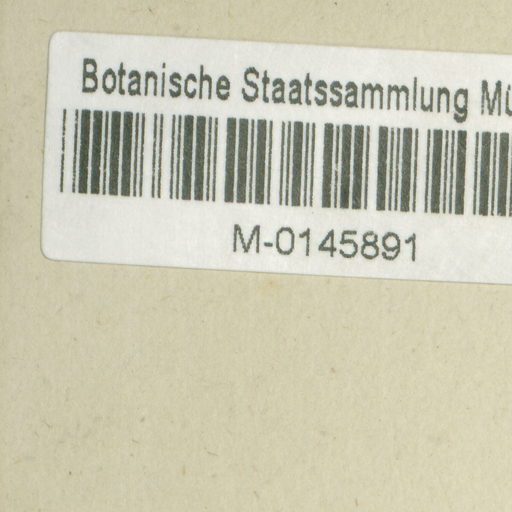 Botanische Staatssammlung Mü
M-0145891